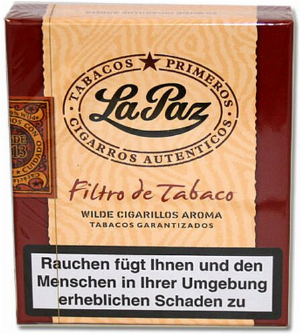 TABACOS PRIMEROS
La Paz
CIGARROS AUTENTICOS
Filtro de Tabaco
WILDE CIGARILLOS AROMA
TABACOS GARANTIZADOS
Rauchen fügt Ihnen und den
Menschen in Ihrer Umgebung
erheblichen Schaden zu